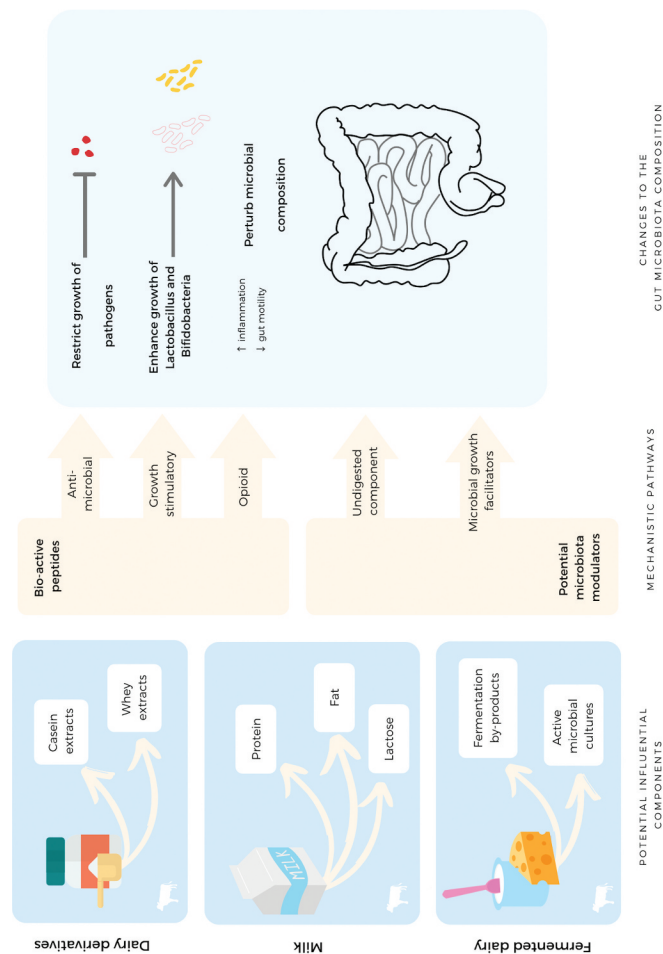 Dairy derivatives
Casein
extracts
Whey
extracts
Milk
MILK
Protein
Fat
Lactose
Fermented dairy
Fermentation
by-products
Active
microbial
cultures
POTENTIAL INFLUENTIAL
COMPONENTS
Bio-active
peptides
Anti-
microbial
Growth
stimulatory
Opioid
Undigested
component
Microbial growth
facilitators
Potential
microbiota
modulators
MECHANISTIC PATHWAYS
Restrict growth of
pathogens
Enhance growth of
Lactobacillus and
Bifidobacteria
↑ inflammation
↓ gut motility
Perturb microbial
composition
CHANGES TO THE
GUT MICROBIOTA COMPOSITION